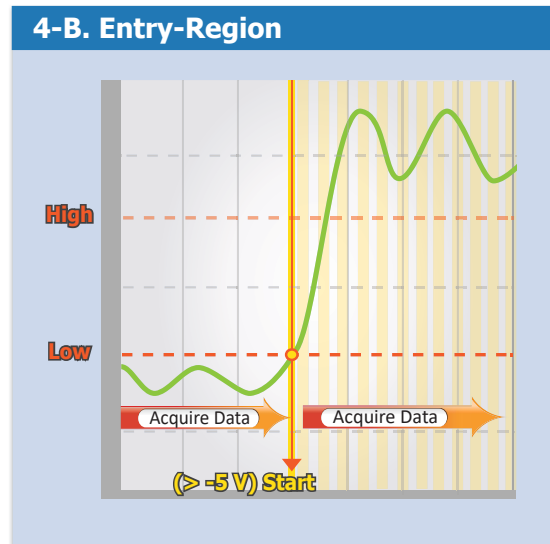 4-B. Entry-Region
High
Low
Acquire Data
Acquire Data
(> -5 V) Start